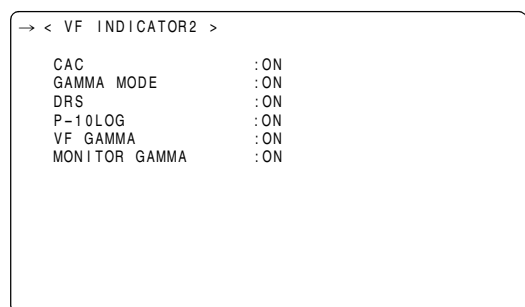 → < VF INDICATOR2 >
CAC :ON
GAMMA MODE :ON
DRS :ON
P-10LOG :ON
VF GAMMA :ON
MONITOR GAMMA :ON